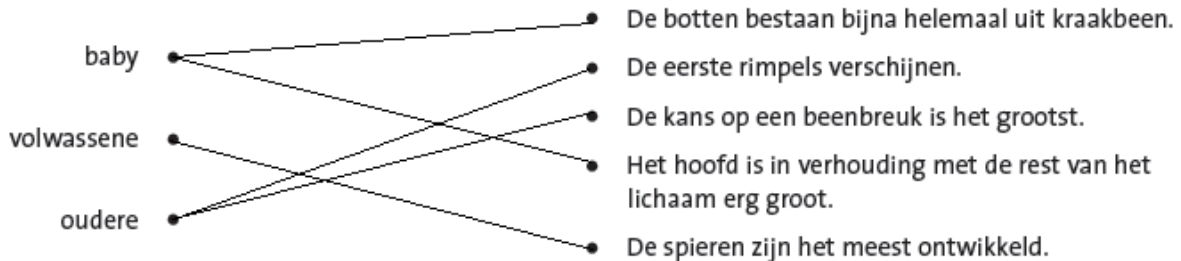 baby
volwassene
oudere
De botten bestaan bijna helemaal uit kraakbeen.
De eerste rimpels verschijnen.
De kans op een beenbreuk is het grootst.
Het hoofd is in verhouding met de rest van het
lichaam erg groot.
De spieren zijn het meest ontwikkeld.